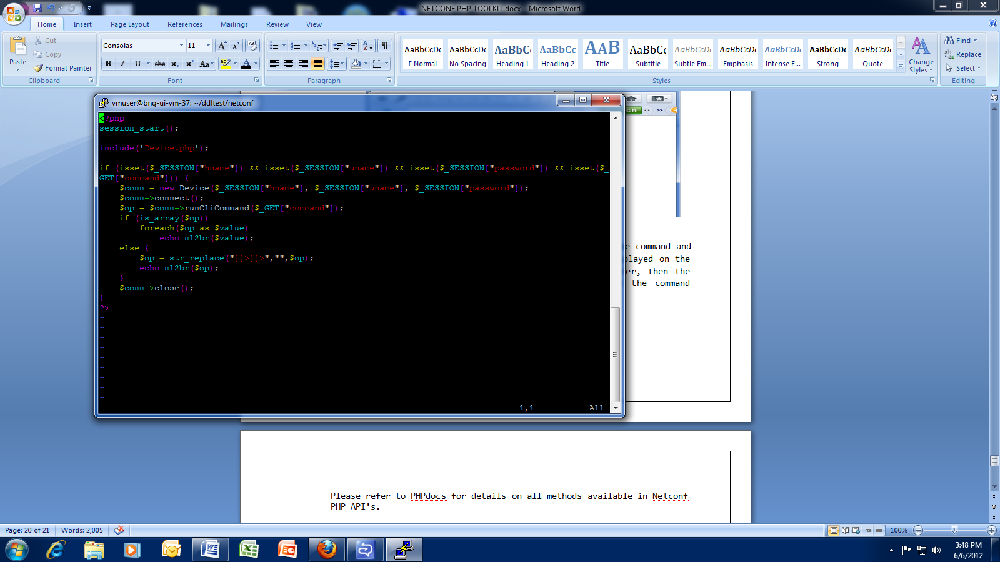 NETCONF PHP TOOLKIT.docx - Microsoft Word
Home Insert Page Layout References Mailings Review View
Paste
Cut
Copy
Format Painter
Clipboard
Consolas 11
B I U abc x₂ x² Aa
Font
Paragraph
AaBbCcDc AaBbCcDc AaBbC AaBbCc AaB AaBbCc AaBbCcDc AaBbCcDc AaBbCcDc AaBbCcDc AaBbCcDc
¶ Normal No Spacing Heading 1 Heading 2 Title Subtitle Subtle Em... Emphasis Intense E... Strong Quote
Change Styles
Styles
Find
Replace
Select
Editing
vmuser@bng-ui-vm-37: ~/ddltest/netconf
<?php
session_start();
include('Device.php');
if (isset($_SESSION["hname"]) && isset($_SESSION["uname"]) && isset($_SESSION["password"]) && isset($_
GET["command"])) {
$conn = new Device($_SESSION["hname"], $_SESSION["uname"], $_SESSION["password"]);
$conn->connect();
$op = $conn->runCliCommand($_GET["command"]);
if (is_array($op))
foreach($op as $value)
echo nl2br($value);
else {
$op = str_replace("]]>]]>","",$op);
echo nl2br($op);
}
$conn->close();
}
?>
~
~
~
~
~
~
~
~
~
1,1 All
ch
e command and
played on the
er, then the
the command
Please refer to PHPdocs for details on all methods available in Netconf
PHP API’s.
Page: 20 of 21 Words: 2,005 100%
3:48 PM
6/6/2012